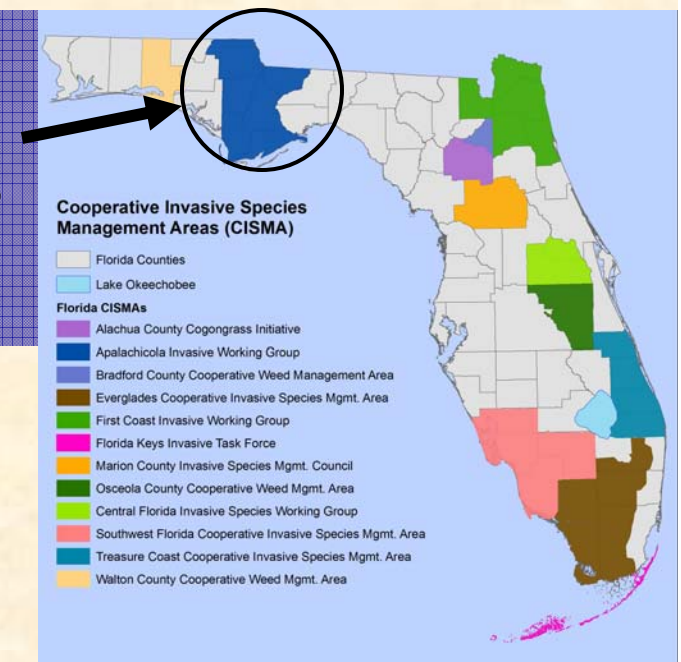 Cooperative Invasive Species
Management Areas (CISMA)
Florida Counties
Lake Okeechobee
Florida CISMAs
Alachua County Cogongrass Initiative
Apalachicola Invasive Working Group
Bradford County Cooperative Weed Management Area
Everglades Cooperative Invasive Species Mgmt. Area
First Coast Invasive Working Group
Florida Keys Invasive Task Force
Marion County Invasive Species Mgmt. Council
Osceola County Cooperative Weed Mgmt. Area
Central Florida Invasive Species Working Group
Southwest Florida Cooperative Invasive Species Mgmt. Area
Treasure Coast Cooperative Invasive Species Mgmt. Area
Walton County Cooperative Weed Mgmt. Area